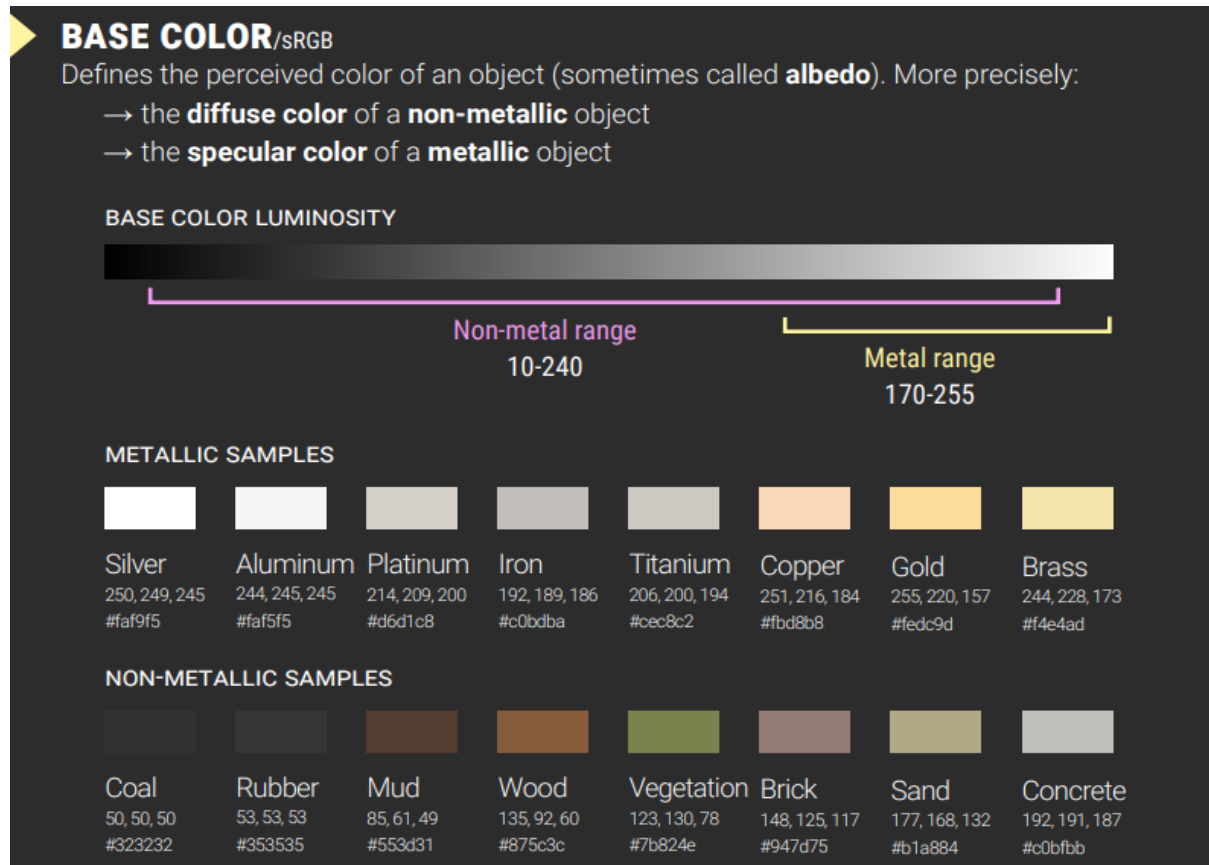 BASE COLOR/sRGB
Defines the perceived color of an object (sometimes called albedo). More precisely:
→ the diffuse color of a non-metallic object
→ the specular color of a metallic object
BASE COLOR LUMINOSITY
Non-metal range
10-240
Metal range
170-255
METALLIC SAMPLES
Silver Aluminum Platinum Iron Titanium Copper Gold Brass
250, 249, 245 244, 245, 245 214, 209, 200 192, 189, 186 206, 200, 194 251, 216, 184 255, 220, 157 244, 228, 173
#faf9f5 #faf5f5 #d6d1c8 #c0bdba #cec8c2 #fbd8b8 #fedc9d #f4e4ad
NON-METALLIC SAMPLES
Coal Rubber Mud Wood Vegetation Brick Sand Concrete
50, 50, 50 53, 53, 53 85, 61, 49 135, 92, 60 123, 130, 78 148, 125, 117 177, 168, 132 192, 191, 187
#323232 #353535 #553d31 #875c3c #7b824e #947d75 #b1a884 #c0bfbb